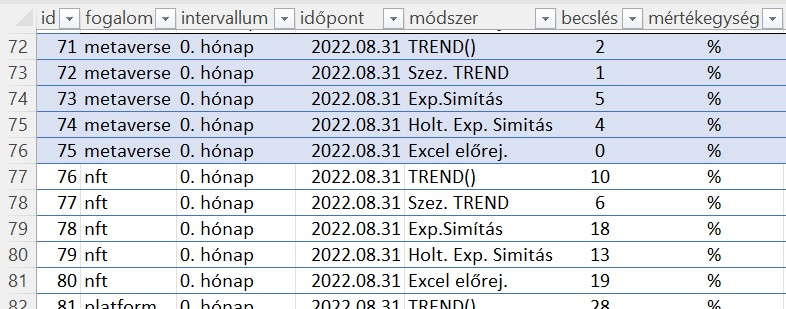 id fogalom intervallum időpont módszer becslés mértékegység
72 71 metaverse 0. hónap 2022.08.31 TREND() 2 %
73 72 metaverse 0. hónap 2022.08.31 Szez. TREND 1 %
74 73 metaverse 0. hónap 2022.08.31 Exp.Simítás 5 %
75 74 metaverse 0. hónap 2022.08.31 Holt. Exp. Simitás 4 %
76 75 metaverse 0. hónap 2022.08.31 Excel előrej. 0 %
77 76 nft 0. hónap 2022.08.31 TREND() 10 %
78 77 nft 0. hónap 2022.08.31 Szez. TREND 6 %
79 78 nft 0. hónap 2022.08.31 Exp.Simítás 18 %
80 79 nft 0. hónap 2022.08.31 Holt. Exp. Simitás 13 %
81 80 nft 0. hónap 2022.08.31 Excel előrej. 19 %
82 81 platform 0. hónap 2022.08.31 TREND() 28 %